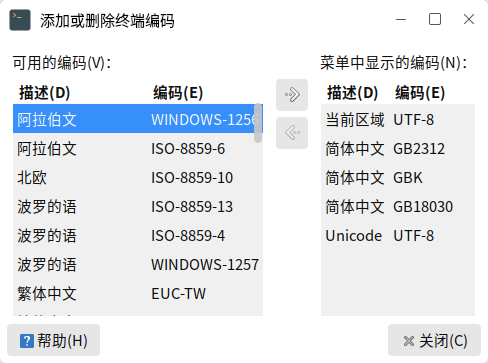 添加或删除终端编码
可用的编码(V):
菜单中显示的编码(N):
描述(D) 编码(E)
描述(D) 编码(E)
阿拉伯文 WINDOWS-1256
阿拉伯文 ISO-8859-6
北欧 ISO-8859-10
波罗的语 ISO-8859-13
波罗的语 ISO-8859-4
波罗的语 WINDOWS-1257
繁体中文 EUC-TW
当前区域 UTF-8
简体中文 GB2312
简体中文 GBK
简体中文 GB18030
Unicode UTF-8
帮助(H)
关闭(C)